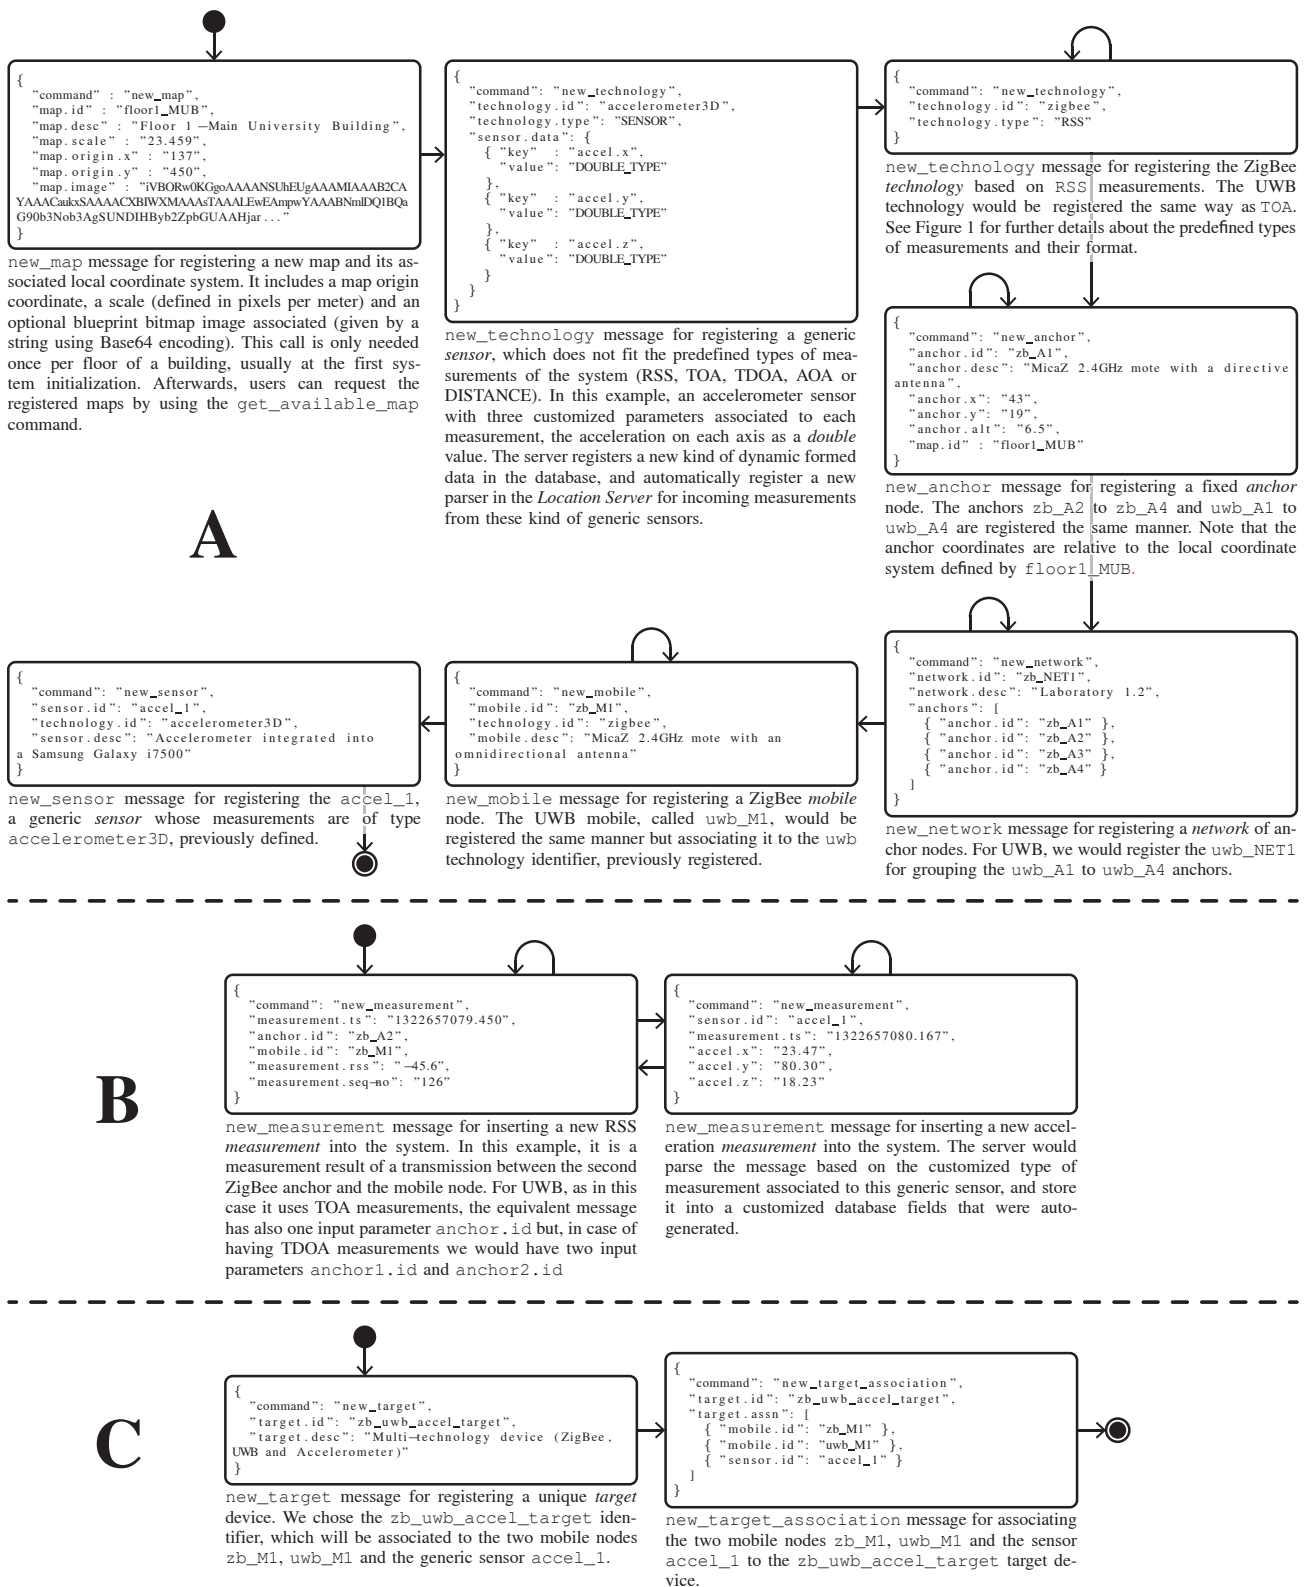 {
"command" : "new_map",
"map.id" : "floor1_MUB",
"map.desc" : "Floor 1 —Main University Building",
"map.scale" : "23.459",
"map.origin.x" : "137",
"map.origin.y" : "450",
"map.image" : "iVBORw0KGgoAAAANSUhEUgAAAMIAAAB2CA
YAAACaukxSAAAACXBIWXMAAAsTAAALEwEAmpwYAAABNmlDQ1BQa
G90b3Nob3AgSUNDIHByb2ZpbGUAAHjar..."
}
new_map message for registering a new map and its as-
sociated local coordinate system. It includes a map origin
coordinate, a scale (defined in pixels per meter) and an
optional blueprint bitmap image associated (given by a
string using Base64 encoding). This call is only needed
once per floor of a building, usually at the first sys-
tem initialization. Afterwards, users can request the
registered maps by using the get_available_map
command.
{
"command": "new_technology",
"technology.id": "accelerometer3D",
"technology.type": "SENSOR",
"sensor.data": {
{ "key" : "accel.x",
"value": "DOUBLE_TYPE"
},
{ "key" : "accel.y",
"value": "DOUBLE_TYPE"
},
{ "key" : "accel.z",
"value": "DOUBLE_TYPE"
}
}
}
new_technology message for registering a generic
sensor, which does not fit the predefined types of mea-
surements of the system (RSS, TOA, TDOA, AOA or
DISTANCE). In this example, an accelerometer sensor
with three customized parameters associated to each
measurement, the acceleration on each axis as a double
value. The server registers a new kind of dynamic formed
data in the database, and automatically register a new
parser in the Location Server for incoming measurements
from these kind of generic sensors.
{
"command": "new_technology",
"technology.id": "zigbee",
"technology.type": "RSS"
}
new_technology message for registering the ZigBee
technology based on RSS measurements. The UWB
technology would be registered the same way as TOA.
See Figure 1 for further details about the predefined types
of measurements and their format.
{
"command": "new_anchor",
"anchor.id": "zb_A1",
"anchor.desc": "MicaZ 2.4GHz mote with a directive
antenna",
"anchor.x": "43",
"anchor.y": "19",
"anchor.alt": "6.5",
"map.id" : "floor1_MUB"
}
new_anchor message for registering a fixed anchor
node. The anchors zb_A2 to zb_A4 and uwb_A1 to
uwb_A4 are registered the same manner. Note that the
anchor coordinates are relative to the local coordinate
system defined by floor1_MUB.
A
{
"command": "new_sensor",
"sensor.id": "accel_1",
"technology.id": "accelerometer3D",
"sensor.desc": "Accelerometer integrated into
a Samsung Galaxy i7500"
}
new_sensor message for registering the accel_1,
a generic sensor whose measurements are of type
accelerometer3D, previously defined.
{
"command": "new_mobile",
"mobile.id": "zb_M1",
"technology.id": "zigbee",
"mobile.desc": "MicaZ 2.4GHz mote with an
omnidirectional antenna"
}
new_mobile message for registering a ZigBee mobile
node. The UWB mobile, called uwb_M1, would be
registered the same manner but associating it to the uwb
technology identifier, previously registered.
{
"command": "new_network",
"network.id": "zb_NET1",
"network.desc": "Laboratory 1.2",
"anchors": [
{ "anchor.id": "zb_A1" },
{ "anchor.id": "zb_A2" },
{ "anchor.id": "zb_A3" },
{ "anchor.id": "zb_A4" }
]
}
new_network message for registering a network of an-
chor nodes. For UWB, we would register the uwb_NET1
for grouping the uwb_A1 to uwb_A4 anchors.
B
{
"command": "new_measurement",
"measurement.ts": "1322657079.450",
"anchor.id": "zb_A2",
"mobile.id": "zb_M1",
"measurement.rss": "−45.6",
"measurement.seq−no": "126"
}
new_measurement message for inserting a new RSS
measurement into the system. In this example, it is a
measurement result of a transmission between the second
ZigBee anchor and the mobile node. For UWB, as in this
case it uses TOA measurements, the equivalent message
has also one input parameter anchor.id but, in case of
having TDOA measurements we would have two input
parameters anchor1.id and anchor2.id
{
"command": "new_measurement",
"sensor.id": "accel_1",
"measurement.ts": "1322657080.167",
"accel.x": "23.47",
"accel.y": "80.30",
"accel.z": "18.23"
}
new_measurement message for inserting a new accel-
eration measurement into the system. The server would
parse the message based on the customized type of
measurement associated to this generic sensor, and store
it into a customized database fields that were auto-
generated.
C
{
"command": "new_target",
"target.id": "zb_uwb_accel_target",
"target.desc": "Multi−technology device (ZigBee,
UWB and Accelerometer)"
}
new_target message for registering a unique target
device. We chose the zb_uwb_accel_target iden-
tifier, which will be associated to the two mobile nodes
zb_M1, uwb_M1 and the generic sensor accel_1.
{
"command": "new_target_association",
"target.id": "zb_uwb_accel_target",
"target.assn": [
{ "mobile.id": "zb_M1" },
{ "mobile.id": "uwb_M1" },
{ "sensor.id": "accel_1" }
]
}
new_target_association message for associating
the two mobile nodes zb_M1, uwb_M1 and the sensor
accel_1 to the zb_uwb_accel_target target de-
vice.